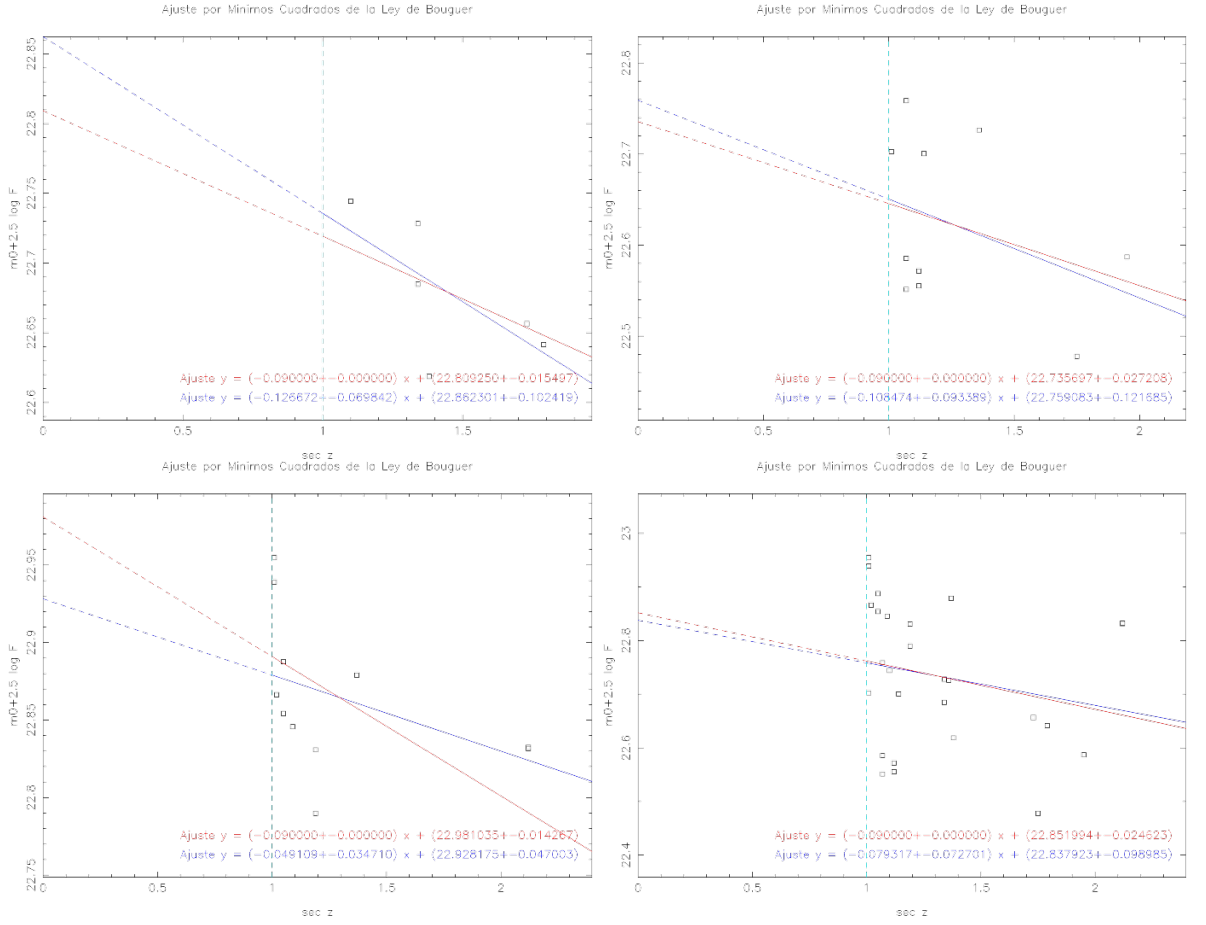 Ajuste por Minimos Cuadrados de la Ley de Bouguer
m0+2.5 log F
22.85
22.8
22.75
22.7
22.65
22.6
Ajuste y = (-0.090000+-0.000000) x + (22.809250+-0.015497)
Ajuste y = (-0.126672+-0.069842) x + (22.862301+-0.102419)
0 0.5 1 1.5
sec z
Ajuste por Minimos Cuadrados de la Ley de Bouguer
m0+2.5 log F
22.8
22.7
22.6
22.5
Ajuste y = (-0.090000+-0.000000) x + (22.735697+-0.027208)
Ajuste y = (-0.108474+-0.093389) x + (22.759083+-0.121685)
0 0.5 1 1.5 2
sec z
Ajuste por Minimos Cuadrados de la Ley de Bouguer
m0+2.5 log F
22.95
22.9
22.85
22.8
22.75
Ajuste y = (-0.090000+-0.000000) x + (22.981035+-0.014267)
Ajuste y = (-0.049109+-0.034710) x + (22.928175+-0.047003)
0 0.5 1 1.5 2
sec z
Ajuste por Minimos Cuadrados de la Ley de Bouguer
m0+2.5 log F
23
22.8
22.6
22.4
Ajuste y = (-0.090000+-0.000000) x + (22.851994+-0.024623)
Ajuste y = (-0.079317+-0.072701) x + (22.837923+-0.098985)
0 0.5 1 1.5 2
sec z